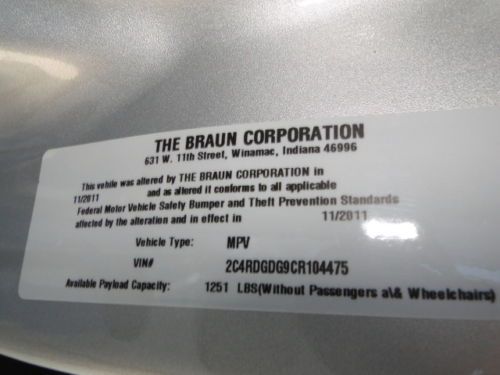 THE BRAUN CORPORATION
631 W. 11th Street, Winamac, Indiana 46996
This vehile was altered by THE BRAUN CORPORATION in
11/2011 and as altered it conforms to all applicable
Federal Motor Vehicle Safety Bumper and Theft Prevention Standards
affected by the alteration and in effect in 11/2011
Vehicle Type: MPV
VIN# 2C4RDGDG9CR104475
Available Payload Capacity: 1251 LBS(Without Passengers a\& Wheelchairs)